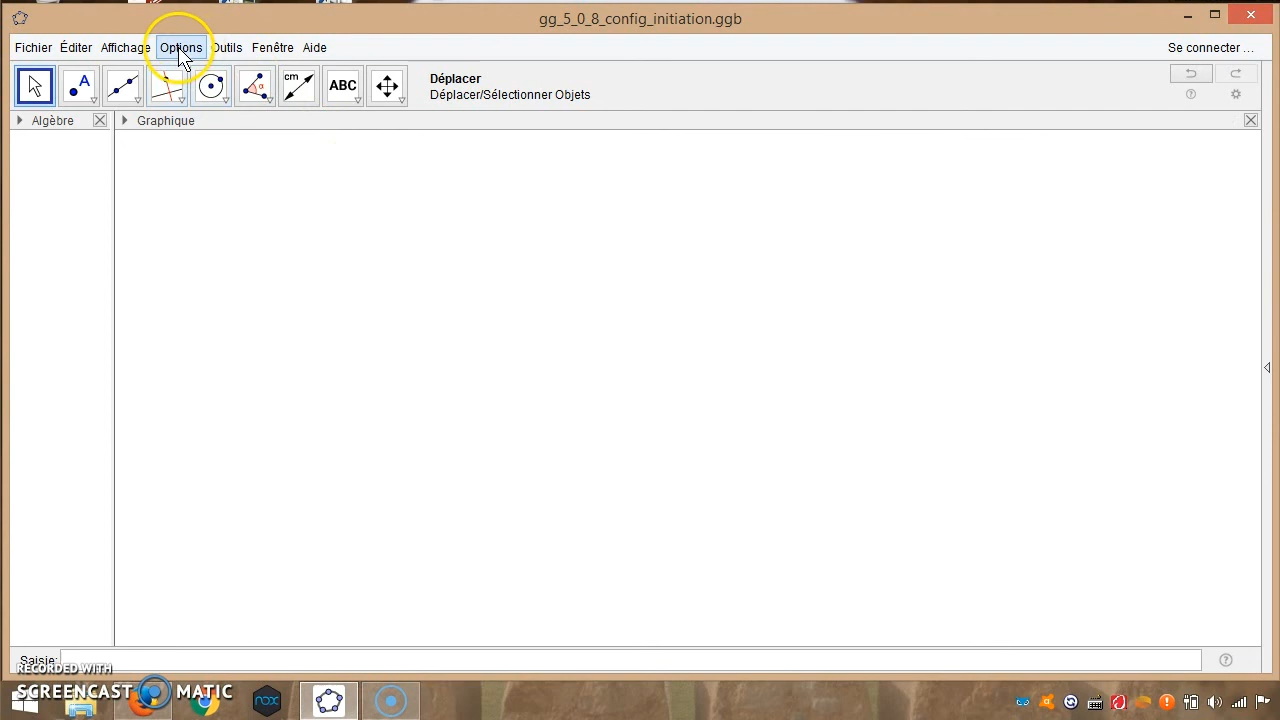 gg_5_0_8_config_initiation.ggb
Fichier Éditer Affichage Options Outils Fenêtre Aide Se connecter ...
A cm ABC Déplacer
α Déplacer/Sélectionner Objets
Algèbre Graphique
Saisie:
RECORDED WITH
SCREENCAST MATIC
nox